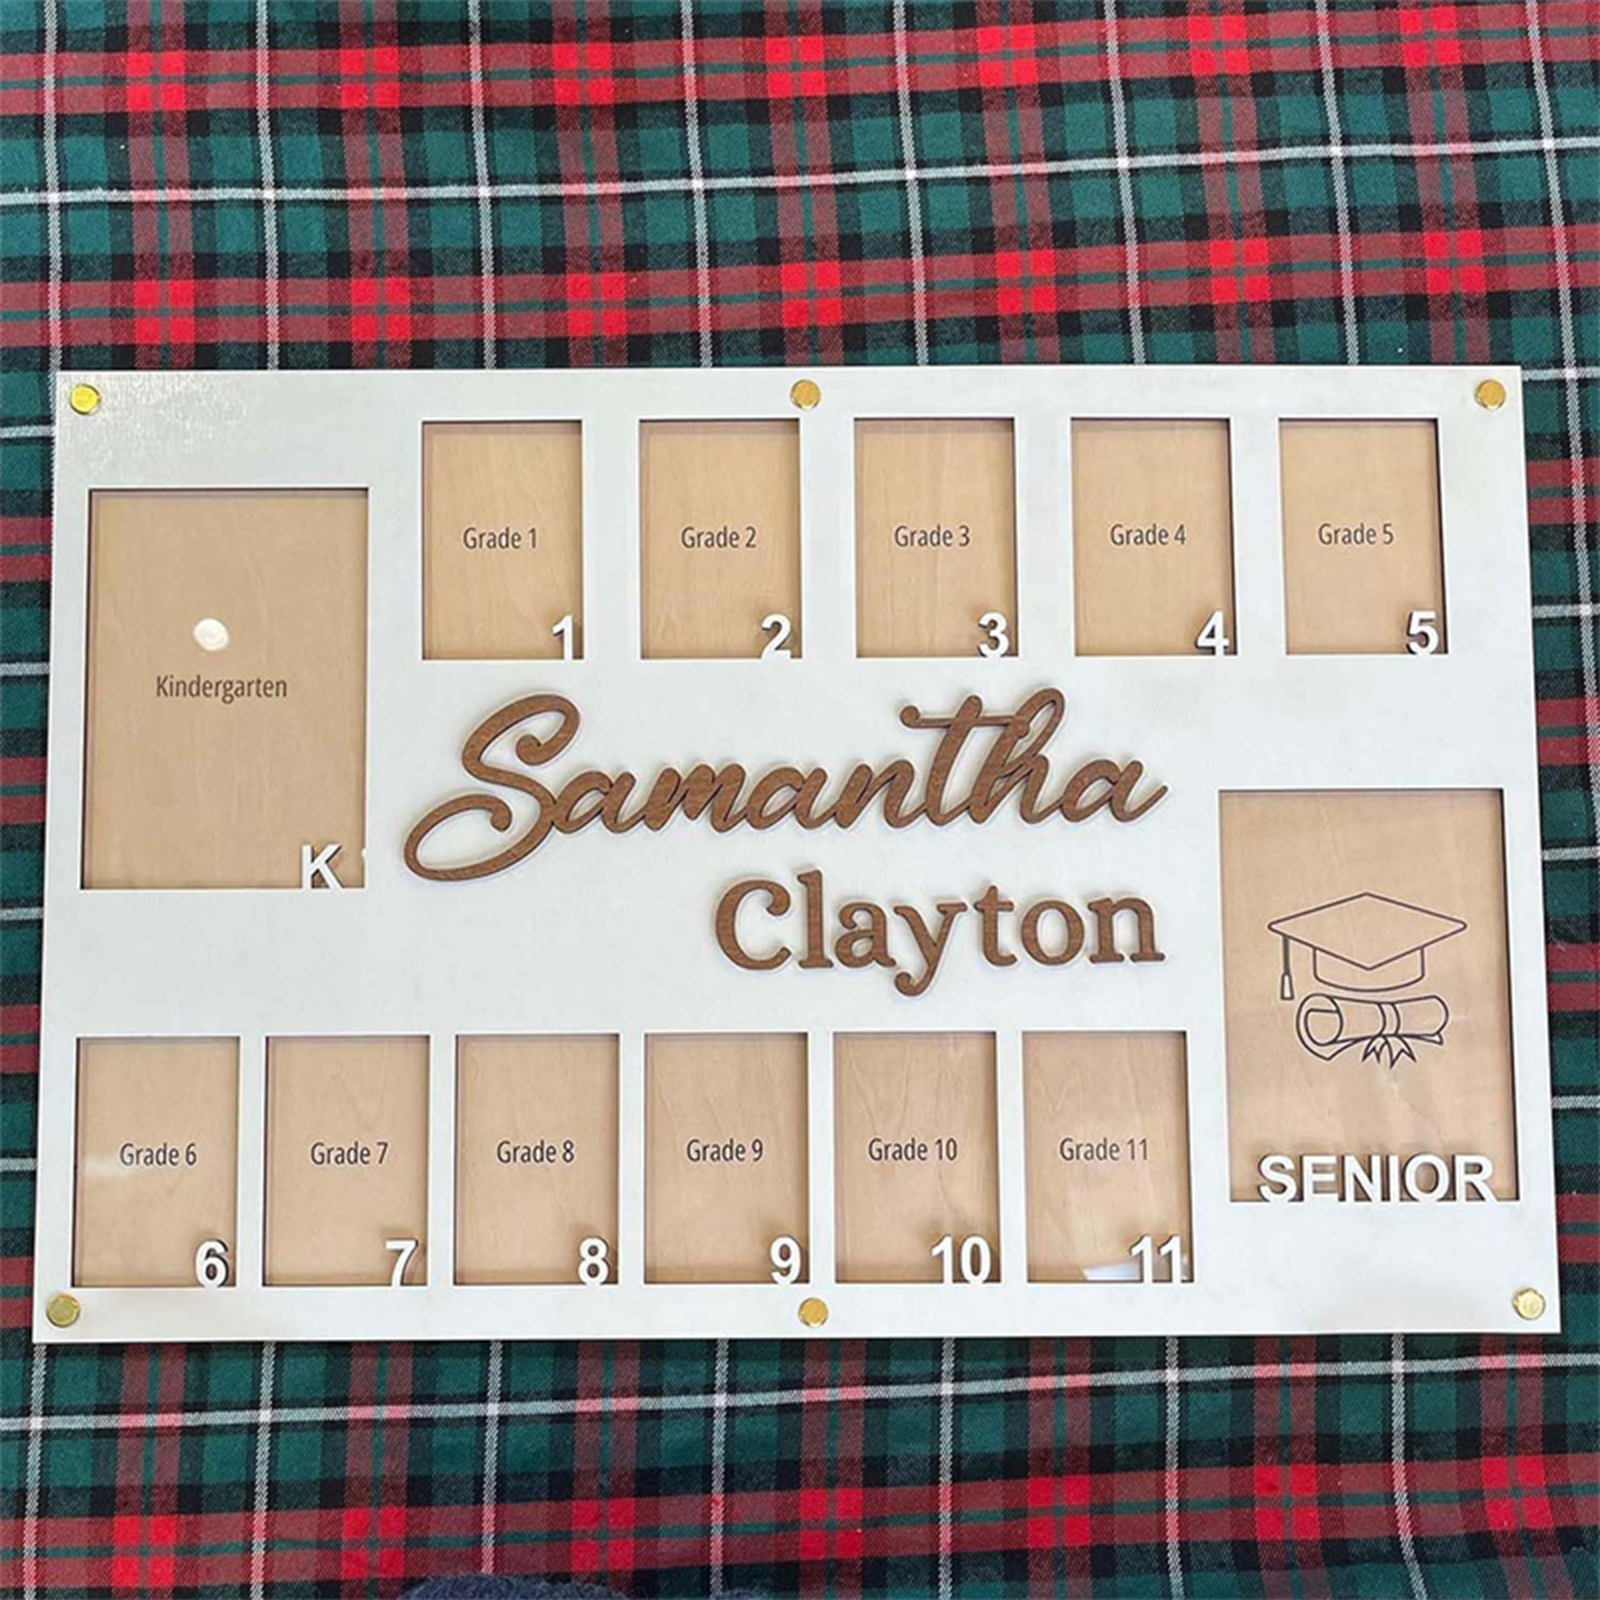 Grade 1
1
Grade 2
2
Grade 3
3
Grade 4
4
Grade 5
5
Kindergarten
K
Samantha
Clayton
SENIOR
Grade 6
6
Grade 7
7
Grade 8
8
Grade 9
9
Grade 10
10
Grade 11
11